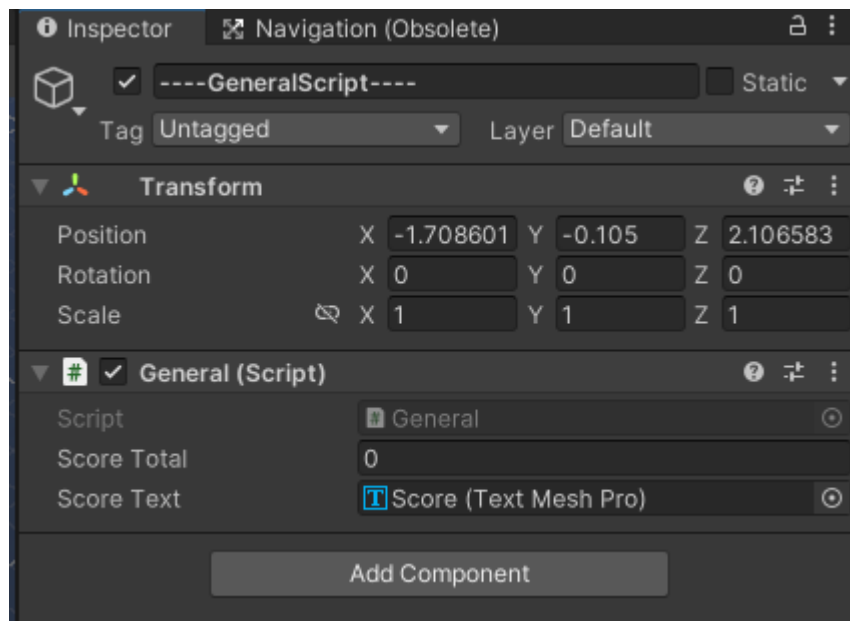 Inspector Navigation (Obsolete)
----GeneralScript---- Static
Tag Untagged Layer Default
Transform
Position X -1.708601 Y -0.105 Z 2.106583
Rotation X 0 Y 0 Z 0
Scale X 1 Y 1 Z 1
# General (Script)
Script # General
Score Total 0
Score Text T Score (Text Mesh Pro)
Add Component